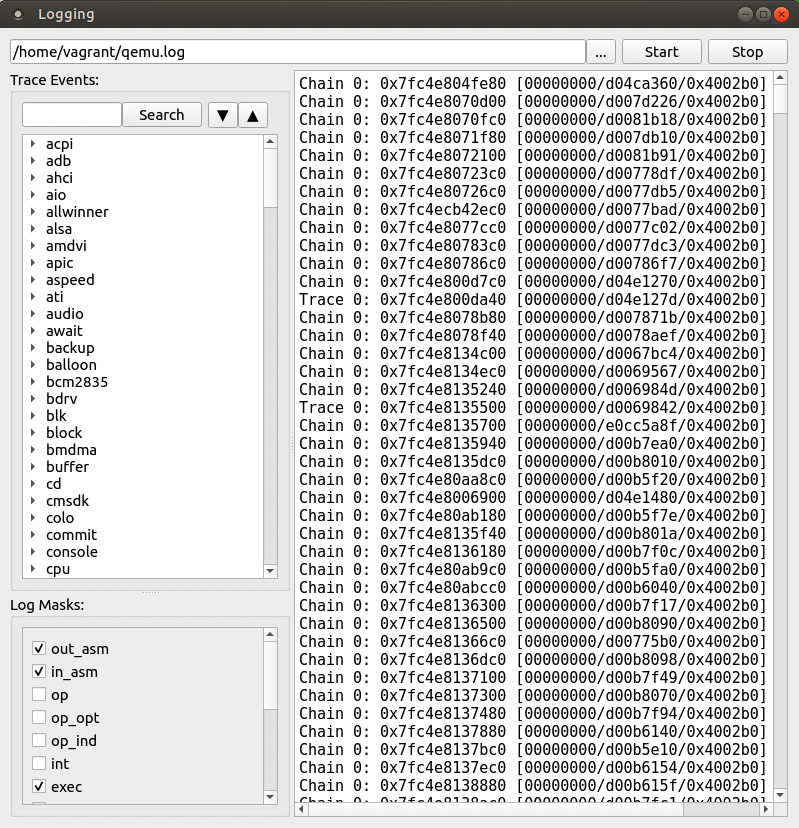 Logging
/home/vagrant/qemu.log
...
Start
Stop
Trace Events:
Search
▼
▲
acpi
adb
ahci
aio
allwinner
alsa
amdvi
apic
aspeed
ati
audio
await
backup
balloon
bcm2835
bdrv
blk
block
bmdma
buffer
cd
cmsdk
colo
commit
console
cpu
Log Masks:
out_asm
in_asm
op
op_opt
op_ind
int
exec
Chain 0: 0x7fc4e804fe80 [00000000/d04ca360/0x4002b0]
Chain 0: 0x7fc4e8070d00 [00000000/d007d226/0x4002b0]
Chain 0: 0x7fc4e8070fc0 [00000000/d0081b18/0x4002b0]
Chain 0: 0x7fc4e8071f80 [00000000/d007db10/0x4002b0]
Chain 0: 0x7fc4e8072100 [00000000/d0081b91/0x4002b0]
Chain 0: 0x7fc4e80723c0 [00000000/d00778df/0x4002b0]
Chain 0: 0x7fc4e80726c0 [00000000/d0077db5/0x4002b0]
Chain 0: 0x7fc4ecb42ec0 [00000000/d0077bad/0x4002b0]
Chain 0: 0x7fc4e8077cc0 [00000000/d0077c02/0x4002b0]
Chain 0: 0x7fc4e80783c0 [00000000/d0077dc3/0x4002b0]
Chain 0: 0x7fc4e80786c0 [00000000/d00786f7/0x4002b0]
Chain 0: 0x7fc4e800d7c0 [00000000/d04e1270/0x4002b0]
Trace 0: 0x7fc4e800da40 [00000000/d04e127d/0x4002b0]
Chain 0: 0x7fc4e8078b80 [00000000/d007871b/0x4002b0]
Chain 0: 0x7fc4e8078f40 [00000000/d0078aef/0x4002b0]
Chain 0: 0x7fc4e8134c00 [00000000/d0067bc4/0x4002b0]
Chain 0: 0x7fc4e8134ec0 [00000000/d0069567/0x4002b0]
Chain 0: 0x7fc4e8135240 [00000000/d006984d/0x4002b0]
Trace 0: 0x7fc4e8135500 [00000000/d0069842/0x4002b0]
Chain 0: 0x7fc4e8135700 [00000000/e0cc5a8f/0x4002b0]
Chain 0: 0x7fc4e8135940 [00000000/d00b7ea0/0x4002b0]
Chain 0: 0x7fc4e8135dc0 [00000000/d00b8010/0x4002b0]
Chain 0: 0x7fc4e80aa8c0 [00000000/d00b5f20/0x4002b0]
Chain 0: 0x7fc4e8006900 [00000000/d04e1480/0x4002b0]
Chain 0: 0x7fc4e80ab180 [00000000/d00b5f7e/0x4002b0]
Chain 0: 0x7fc4e8135f40 [00000000/d00b801a/0x4002b0]
Chain 0: 0x7fc4e8136180 [00000000/d00b7f0c/0x4002b0]
Chain 0: 0x7fc4e80ab9c0 [00000000/d00b5fa0/0x4002b0]
Chain 0: 0x7fc4e80abcc0 [00000000/d00b6040/0x4002b0]
Chain 0: 0x7fc4e8136300 [00000000/d00b7f17/0x4002b0]
Chain 0: 0x7fc4e8136500 [00000000/d00b8090/0x4002b0]
Chain 0: 0x7fc4e81366c0 [00000000/d00775b0/0x4002b0]
Chain 0: 0x7fc4e8136dc0 [00000000/d00b8098/0x4002b0]
Chain 0: 0x7fc4e8137100 [00000000/d00b7f49/0x4002b0]
Chain 0: 0x7fc4e8137300 [00000000/d00b8070/0x4002b0]
Chain 0: 0x7fc4e8137480 [00000000/d00b7f94/0x4002b0]
Chain 0: 0x7fc4e8137880 [00000000/d00b6140/0x4002b0]
Chain 0: 0x7fc4e8137bc0 [00000000/d00b5e10/0x4002b0]
Chain 0: 0x7fc4e8137ec0 [00000000/d00b6154/0x4002b0]
Chain 0: 0x7fc4e8138880 [00000000/d00b615f/0x4002b0]
Chain 0: 0x7fc4e8138ac0 [00000000/d00b7fc1/0x4002b0]